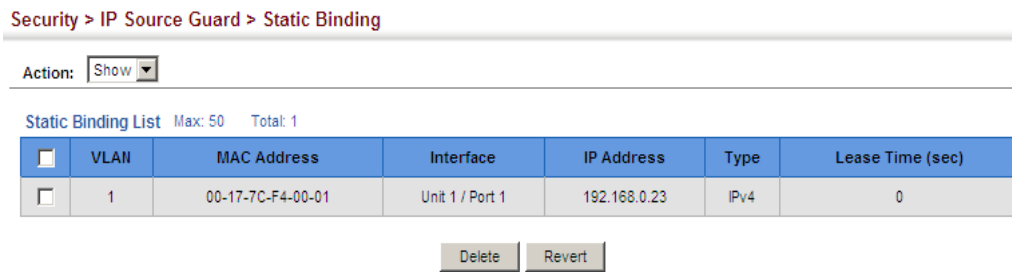 Security > IP Source Guard > Static Binding
Action: Show
Static Binding List Max: 50 Total: 1
VLAN MAC Address Interface IP Address Type Lease Time (sec)
1 00-17-7C-F4-00-01 Unit 1 / Port 1 192.168.0.23 IPv4 0
Delete Revert